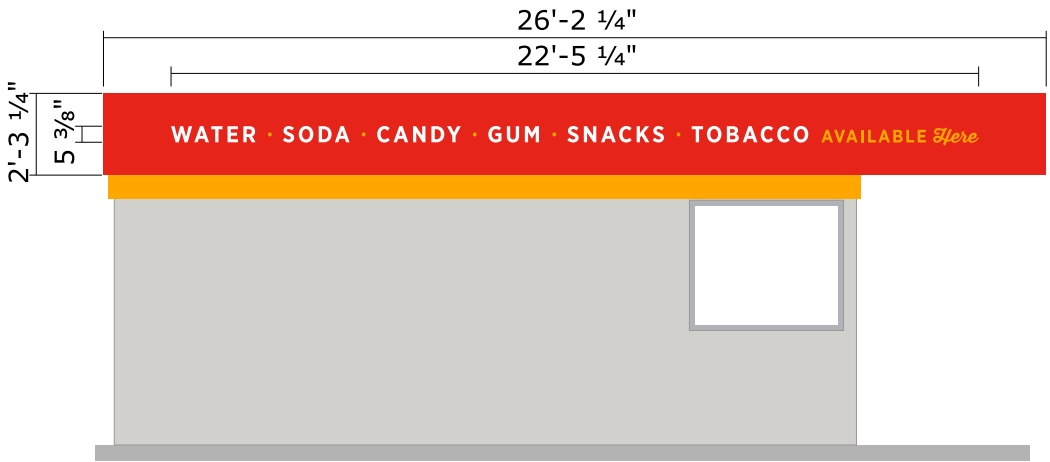 26'-2 ¼"
22'-5 ¼"
2'-3 ¼"
5 ⅜"
WATER · SODA · CANDY · GUM · SNACKS · TOBACCO AVAILABLE Here